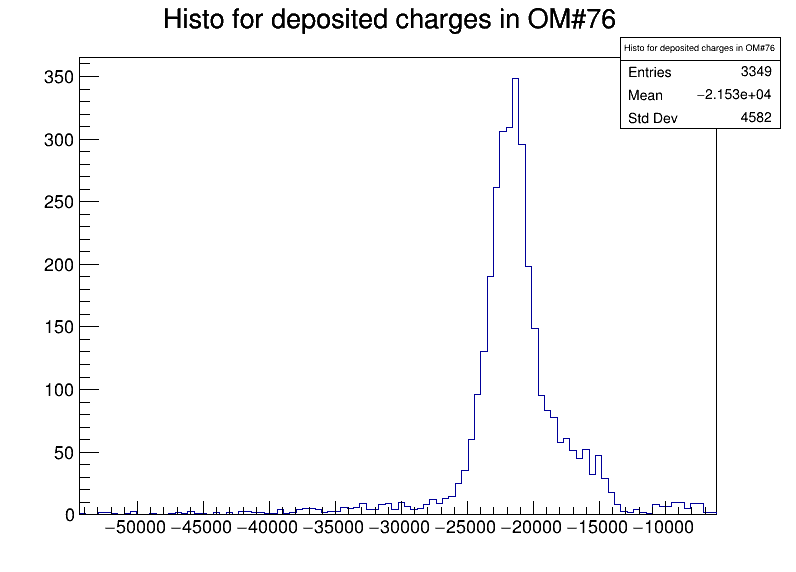 Histo for deposited charges in OM#76
Histo for deposited charges in OM#76
Entries 3349
Mean −2.153e+04
Std Dev 4582
350
300
250
200
150
100
50
0
−50000 −45000 −40000 −35000 −30000 −25000 −20000 −15000 −10000